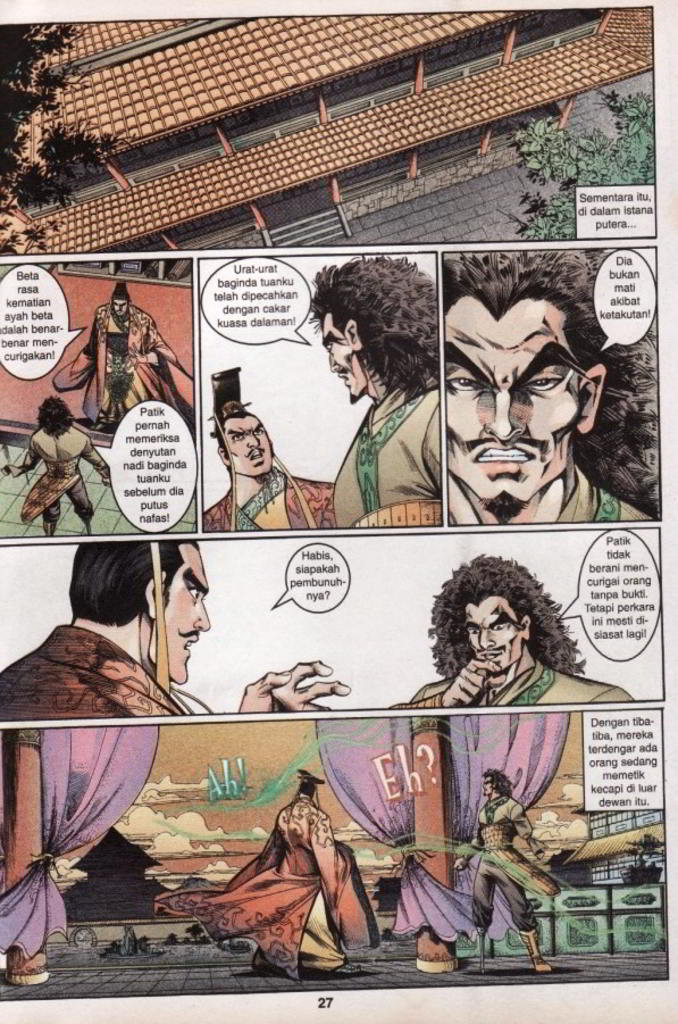 Sementara itu,
di dalam istana
putera...
Beta
rasa
kematian
ayah beta
adalah benar-
benar men-
curigakan!
Patik
pernah
memeriksa
denyutan
nadi baginda
tuanku
sebelum dia
putus
nafas!
Urat-urat
baginda tuanku
telah dipecahkan
dengan cakar
kuasa dalaman!
Dia
bukan
mati
akibat
ketakutan!
Habis,
siapakah
pembunuh-
nya?
Patik
tidak
berani men-
curigai orang
tanpa bukti.
Tetapi perkara
ini mesti di-
siasat lagi!
Dengan tiba-
tiba, mereka
terdengar ada
orang sedang
memetik
kecapi di luar
dewan itu.
Ah!
Eh?
27